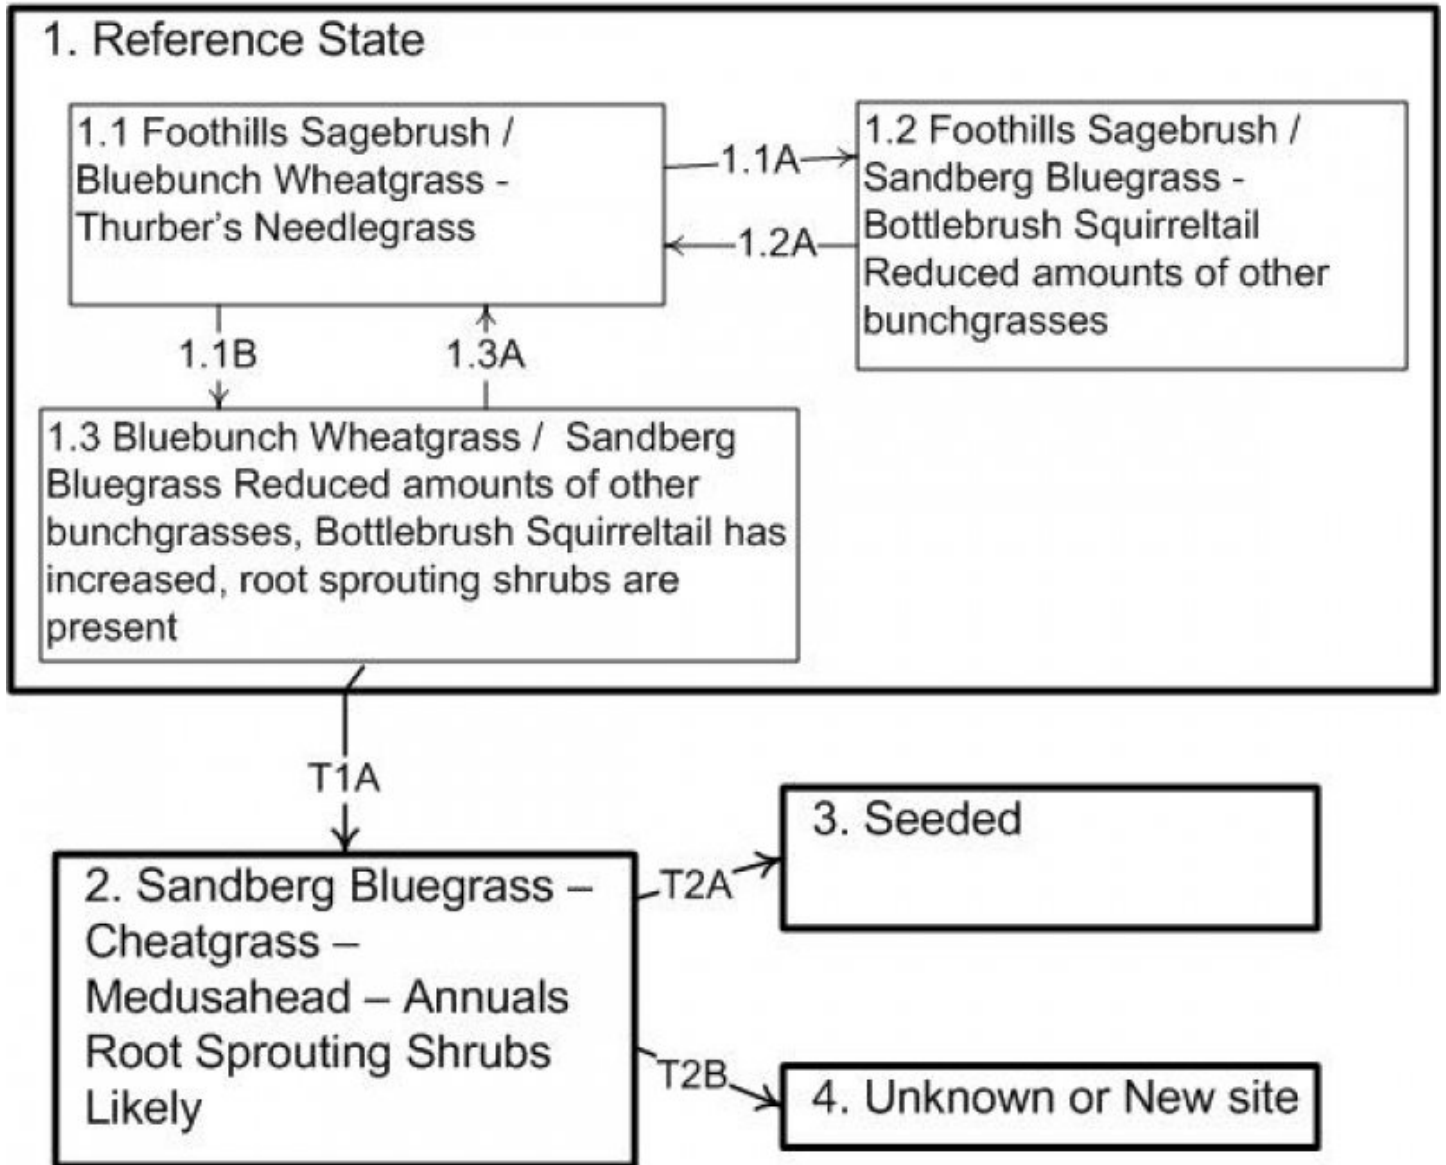 1. Reference State
1.1 Foothills Sagebrush /
Bluebunch Wheatgrass -
Thurber's Needlegrass
1.1A
1.2A
1.2 Foothills Sagebrush /
Sandberg Bluegrass -
Bottlebrush Squirreltail
Reduced amounts of other
bunchgrasses
1.1B
1.3A
1.3 Bluebunch Wheatgrass /  Sandberg
Bluegrass Reduced amounts of other
bunchgrasses, Bottlebrush Squirreltail has
increased, root sprouting shrubs are
present
T1A
2. Sandberg Bluegrass –
Cheatgrass –
Medusahead – Annuals
Root Sprouting Shrubs
Likely
T2A
3. Seeded
T2B
4. Unknown or New site